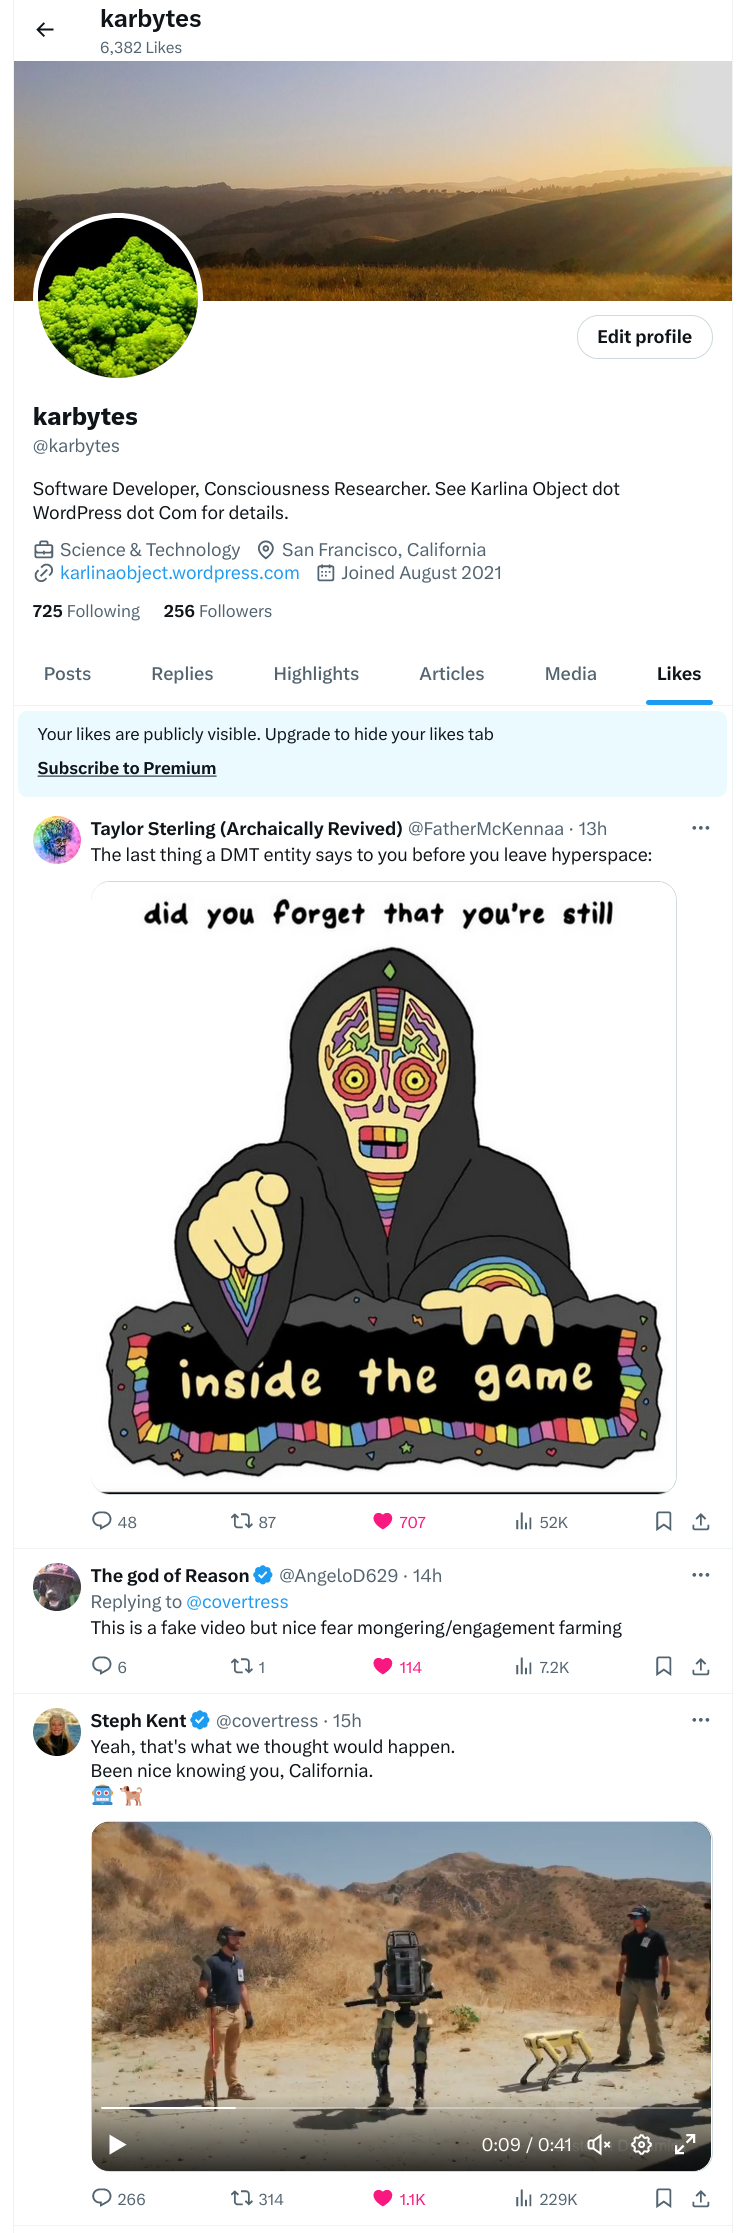 karbytes
6,382 Likes
Edit profile
karbytes
@karbytes
Software Developer, Consciousness Researcher. See Karlina Object dot
WordPress dot Com for details.
Science & Technology San Francisco, California
karlinaobject.wordpress.com Joined August 2021
725 Following 256 Followers
Posts Replies Highlights Articles Media Likes
Your likes are publicly visible. Upgrade to hide your likes tab
Subscribe to Premium
Taylor Sterling (Archaically Revived) @FatherMcKennaa · 13h
The last thing a DMT entity says to you before you leave hyperspace:
did you forget that you're still
inside the game
48 87 707 52K
The god of Reason @AngeloD629 · 14h
Replying to @covertress
This is a fake video but nice fear mongering/engagement farming
6 1 114 7.2K
Steph Kent @covertress · 15h
Yeah, that's what we thought would happen.
Been nice knowing you, California.
0:09 / 0:41
266 314 1.1K 229K